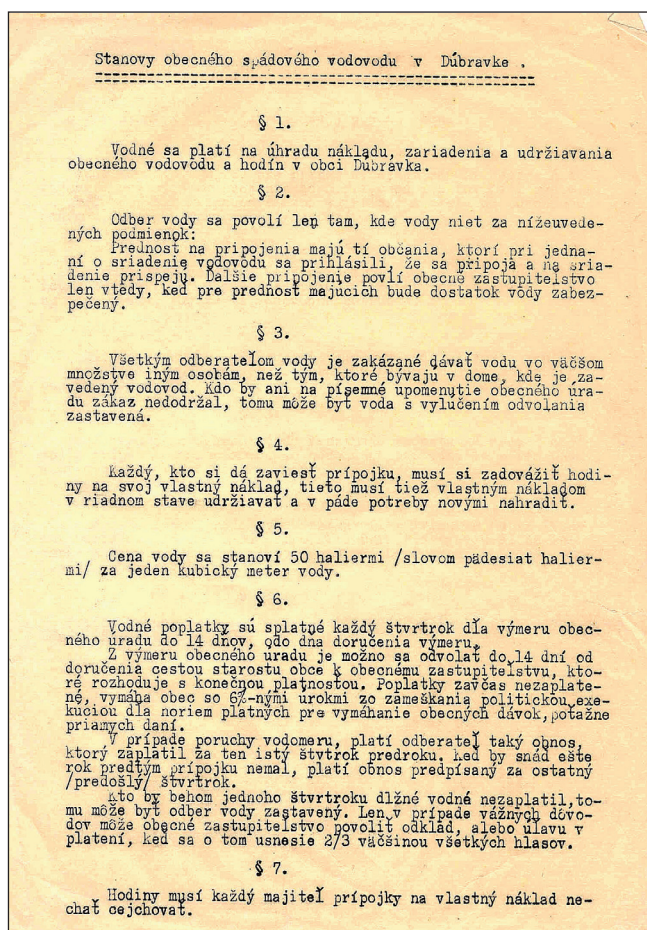 Stanovy obecného spádového vodovodu v Dúbravke .
§ 1.
Vodné sa platí na úhradu nákladu, zariadenia a udržiavania
obecného vodovodu a hodín v obci Dúbravka.
§ 2.
Odber vody sa povolí len tam, kde vody niet za nížeuvede-
ných podmienok:
Prednosť na pripojenia majú tí občania, ktorí pri jedna-
ní o sriadenie vodovodu sa prihlásili, že sa pripoja a na sria-
denie prispejú. Ďalšie pripojenie povlí obecné zastupiteľstvo
len vtedy, keď pre prednosť majúcich bude dostatok vody zabez-
pečený.
§ 3.
Všetkým odberateľom vody je zakázané dávať vodu vo väčšom
množstve iným osobám, než tým, ktoré bývajú v dome, kde je za-
vedený vodovod. Kdo by ani na písemné upomenutie obecného úra-
du zákaz nedodržal, tomu môže byť voda s vylučením odvolania
zastavená.
§ 4.
Každý, kto si dá zaviesť prípojku, musí si zadovážiť hodi-
ny na svoj vlastný náklad, tieto musí tiež vlastným nákladom
v riadnom stave udržiavať a v páde potreby novými nahradiť.
§ 5.
Cena vody sa stanoví 50 haliermi /slovom pädesiat halier-
mi/ za jeden kubický meter vody.
§ 6.
Vodné poplatky sú splatné každý štvrtrok dľa výmeru obec-
ného úradu do 14 dňov, odo dňa doručenia výmeru.
Z výmeru obecného uradu je možno sa odvolať do 14 dní od
doručenia cestou starostu obce k obecnému zastupiteľstvu, kto-
ré rozhoduje s konečnou platnosťou. Poplatky zavčas nezaplate-
né, vymáha obec so 6%-nými úrokmi zo zameškania politickou exe-
kúciou dľa noriem platných pre vymáhanie obecných dávok, poťažne
priamych daní.
V prípade poruchy vodomeru, platí odberateľ taký obnos,
ktorý zaplatil za ten istý štvťrok predroku. Keď by snáď ešte
rok predtým prípojku nemal, platí obnos predpísaný za ostatný
/predošlý/ štvrtrok.
Kto by behom jednoho štvrťroku dlžné vodné nezaplatil, to-
mu môže byť odber vody zastavený. Len v prípade vážných dôvo-
dov môže obecné zastupiteľstvo povoliť odklad, alebo úľavu v
platení, keď sa o tom usnesie 2/3 väčšinou všetkých hlasov.
§ 7.
Hodiny musí každý majiteľ prípojky na vlastný náklad ne-
chať cejchovať.